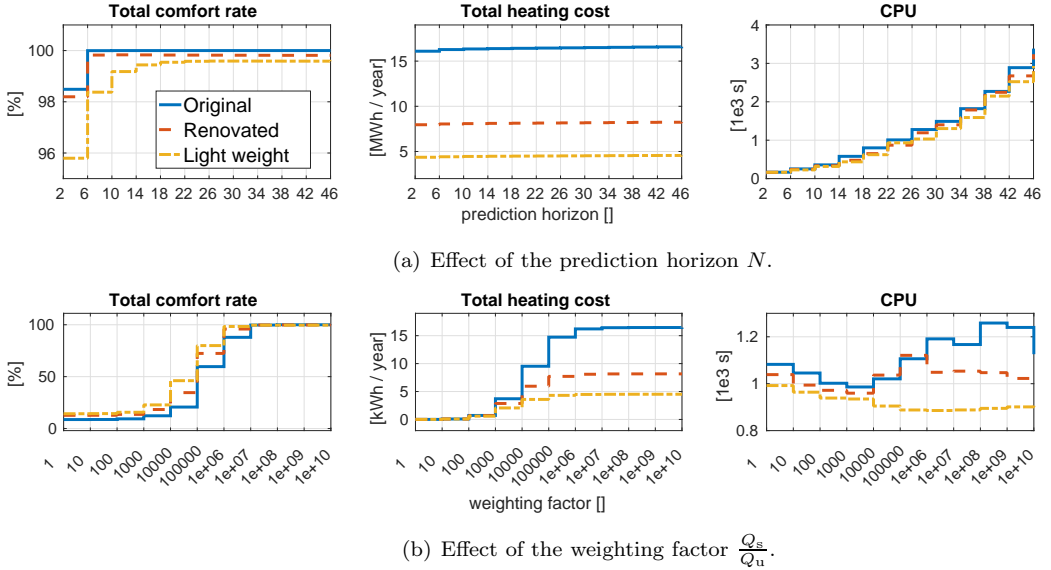 Total comfort rate
Total heating cost
CPU
[%]
100
98
96
2 6 10 14 18 22 26 30 34 38 42 46
Original
Renovated
Light weight
[MWh / year]
15
10
5
2 6 10 14 18 22 26 30 34 38 42 46
prediction horizon []
[1e3 s]
4
3
2
1
0
2 6 10 14 18 22 26 30 34 38 42 46
(a) Effect of the prediction horizon N.
Total comfort rate
Total heating cost
CPU
[%]
100
50
0
1 10 100 1000 10000 100000 1e+06 1e+07 1e+08 1e+09 1e+10
[kWh / year]
15
10
5
0
1 10 100 1000 10000 100000 1e+06 1e+07 1e+08 1e+09 1e+10
weighting factor []
[1e3 s]
1.2
1
0.8
1 10 100 1000 10000 100000 1e+06 1e+07 1e+08 1e+09 1e+10
(b) Effect of the weighting factor Qs/Qu.